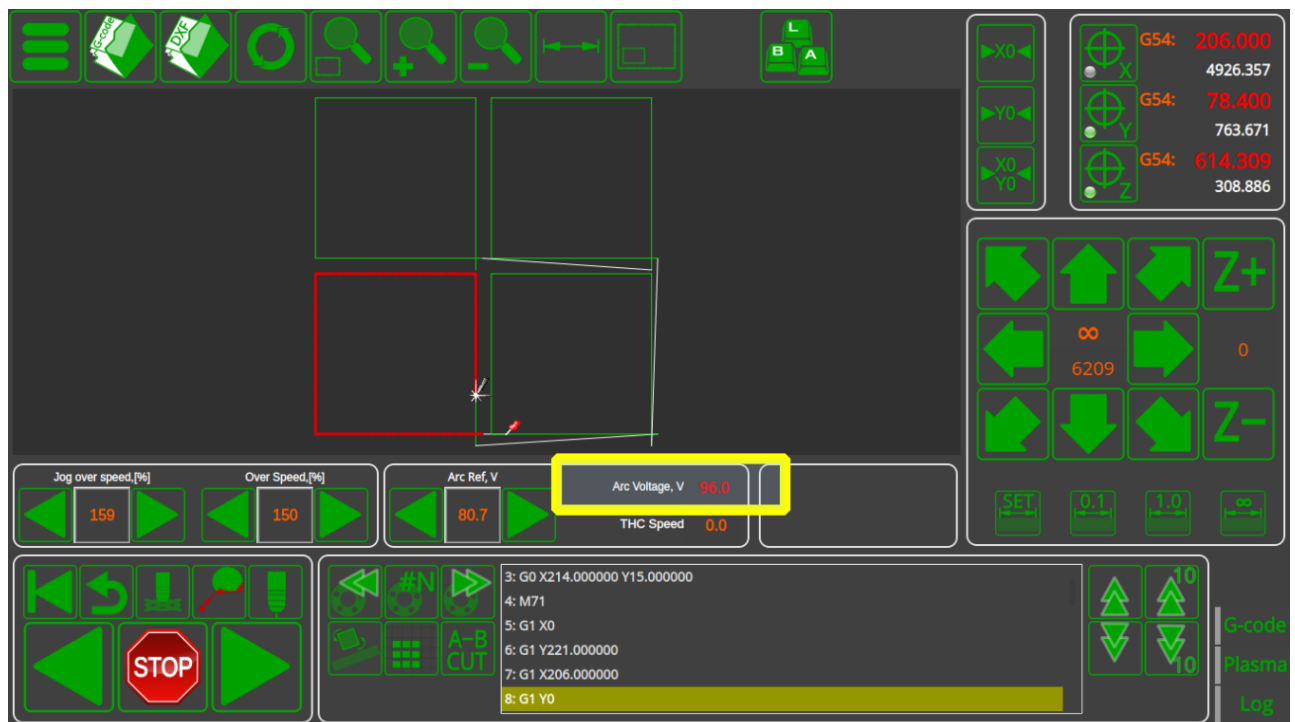 G-code
DXF
L
B
A
X0
Y0
X0
Y0
X
G54:
206.000
4926.357
Y
G54:
78.400
763.671
Z
G54:
614.309
308.886
Z+
∞
6209
0
Z-
SET
0.1
1.0
∞
Jog over speed,[%]
159
Over Speed,[%]
150
Arc Ref, V
80.7
Arc Voltage, V 96.0
THC Speed 0.0
STOP
#N
A-B
CUT
3: G0 X214.000000 Y15.000000
4: M71
5: G1 X0
6: G1 Y221.000000
7: G1 X206.000000
8: G1 Y0
10
10
G-code
Plasma
Log